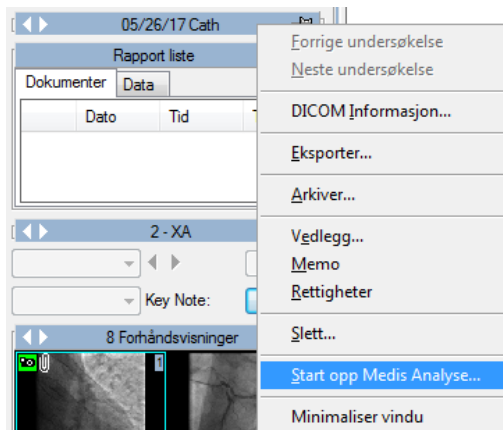 05/26/17 Cath
Rapport liste
Dokumenter Data
Dato Tid
2 - XA
Key Note:
8 Forhåndsvisninger
1
Forrige undersøkelse
Neste undersøkelse
DICOM Informasjon...
Eksporter...
Arkiver...
Vedlegg...
Memo
Rettigheter
Slett...
Start opp Medis Analyse...
Minimaliser vindu